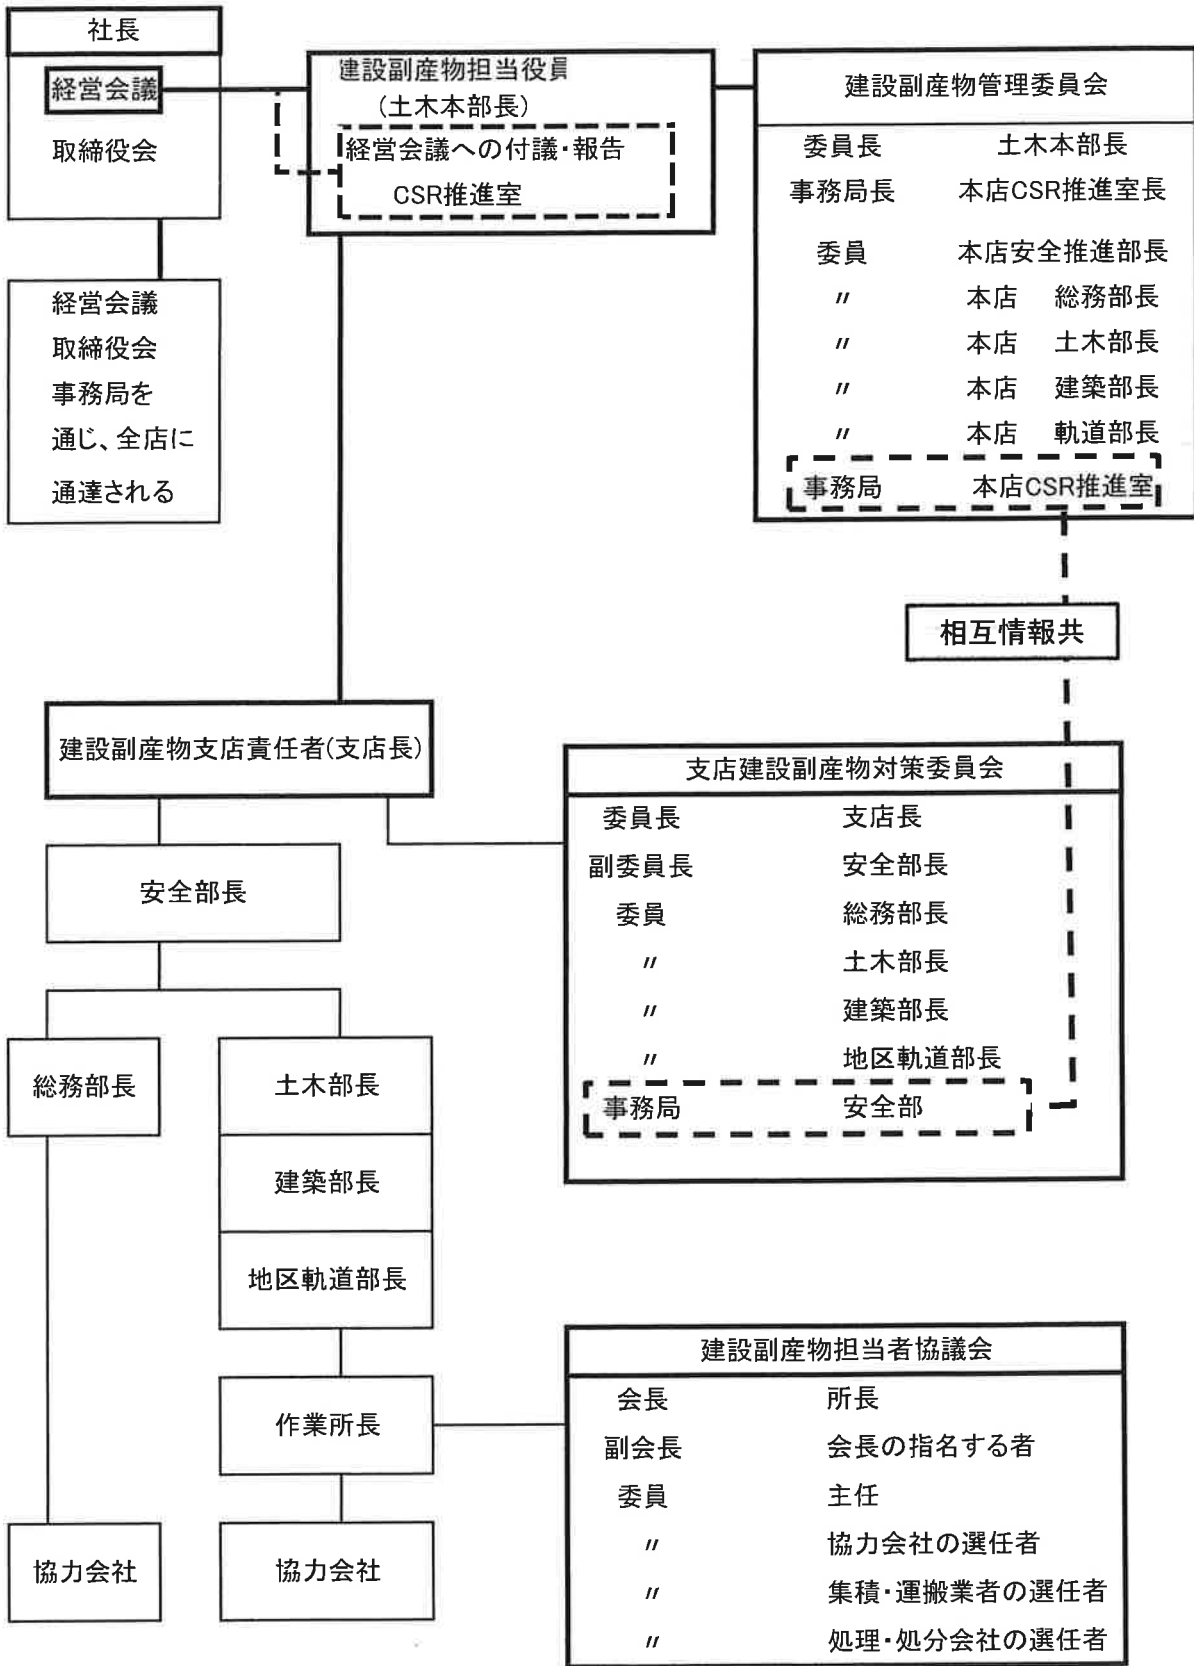 社長
経営会議
取締役会
経営会議
取締役会
事務局を
通じ、全店に
通達される
建設副産物担当役員
(土木本部長)
経営会議への付議・報告
CSR推進室
建設副産物管理委員会
委員長 土木本部長
事務局長 本店CSR推進室長
委員 本店安全推進部長
〃 本店 総務部長
〃 本店 土木部長
〃 本店 建築部長
〃 本店 軌道部長
事務局 本店CSR推進室
相互情報共
建設副産物支店責任者(支店長)
安全部長
総務部長
土木部長
建築部長
地区軌道部長
作業所長
協力会社
協力会社
支店建設副産物対策委員会
委員長 支店長
副委員長 安全部長
委員 総務部長
〃 土木部長
〃 建築部長
〃 地区軌道部長
事務局 安全部
建設副産物担当者協議会
会長 所長
副会長 会長の指名する者
委員 主任
〃 協力会社の選任者
〃 集積・運搬業者の選任者
〃 処理・処分会社の選任者